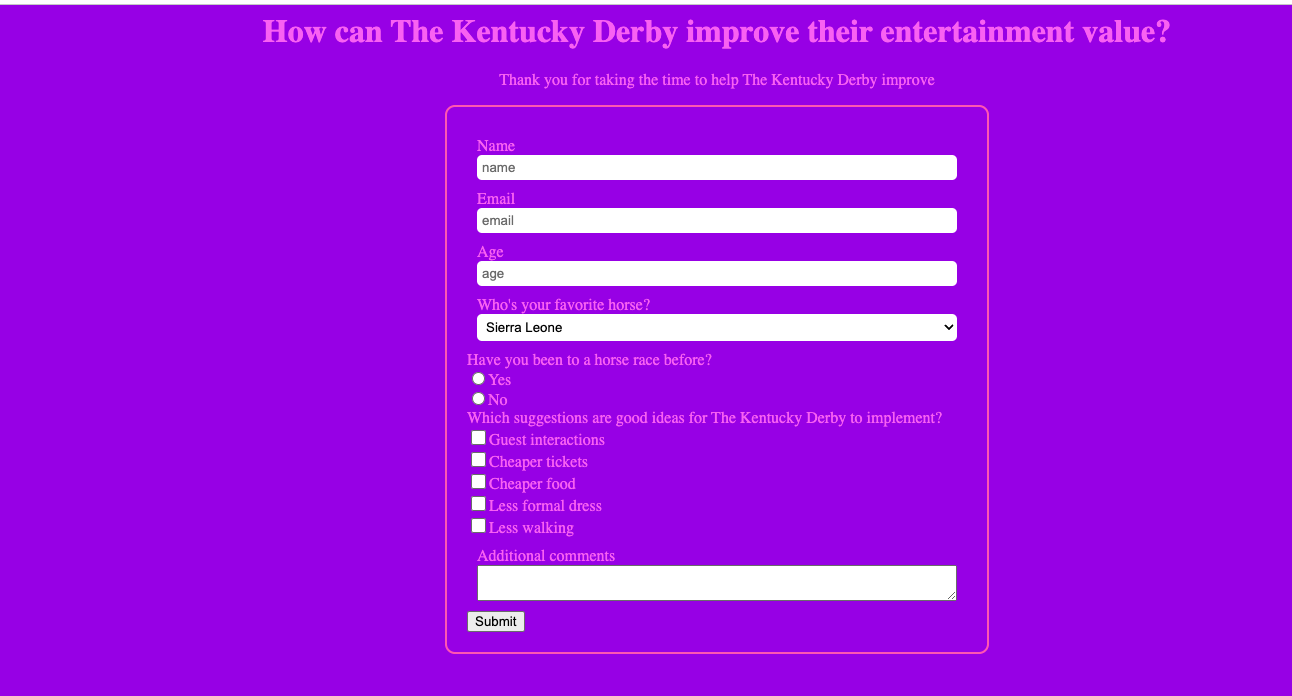 How can The Kentucky Derby improve their entertainment value?
Thank you for taking the time to help The Kentucky Derby improve
Name
name
Email
email
Age
age
Who's your favorite horse?
Sierra Leone
Have you been to a horse race before?
Yes
No
Which suggestions are good ideas for The Kentucky Derby to implement?
Guest interactions
Cheaper tickets
Cheaper food
Less formal dress
Less walking
Additional comments
Submit